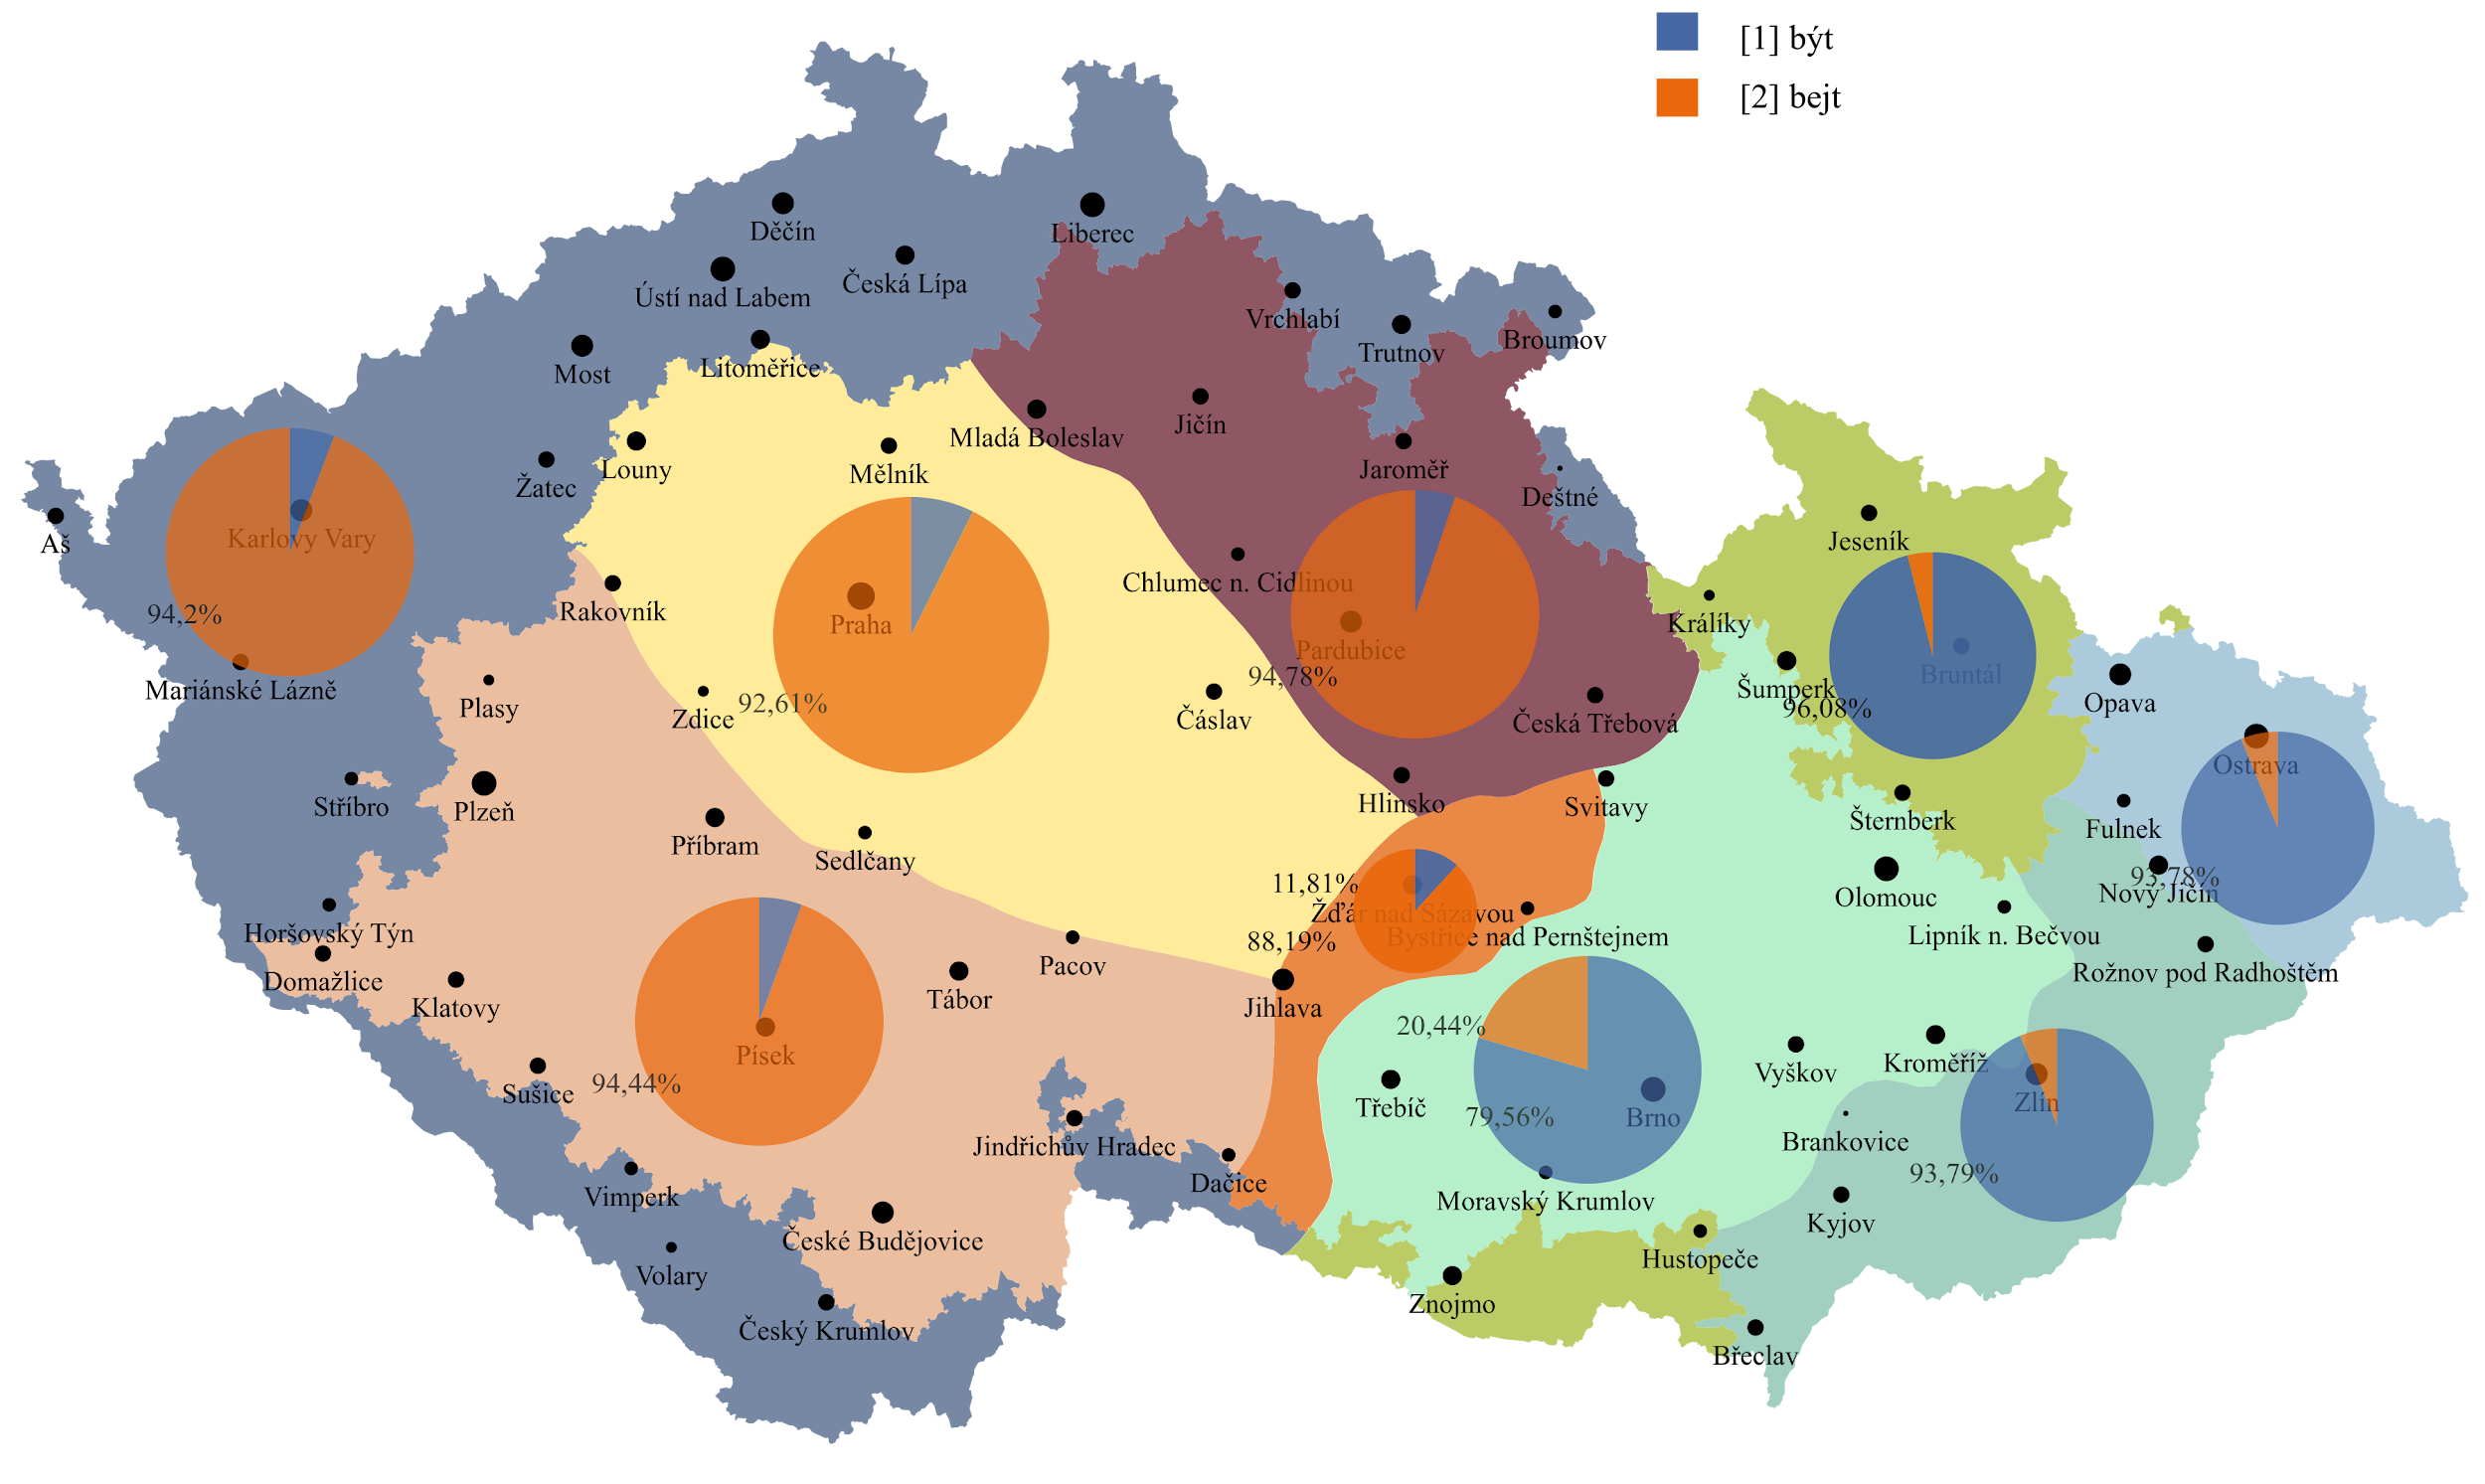 [1] být
[2] bejt
Děčín
Liberec
Ústí nad Labem
Česká Lípa
Vrchlabí
Broumov
Trutnov
Most
Litoměřice
Jičín
Mladá Boleslav
Louny
Mělník
Jaroměř
Žatec
Deštné
Aš
Karlovy Vary
Jeseník
Chlumec n. Cidlinou
94,2%
Rakovník
Praha
Pardubice
Králíky
94,78%
Bruntál
Mariánské Lázně
Šumperk
96,08%
Plasy
92,61%
Zdice
Čáslav
Česká Třebová
Opava
Ostrava
Stříbro
Plzeň
Hlinsko
Svitavy
Šternberk
Fulnek
Příbram
Sedlčany
11,81%
93,78%
Nový Jičín
Olomouc
Žďár nad Sázavou
Horšovský Týn
88,19%
Bystřice nad Pernštejnem
Lipník n. Bečvou
Domažlice
Pacov
Rožnov pod Radhoštěm
Klatovy
Tábor
Jihlava
20,44%
Písek
Kroměříž
Vyškov
94,44%
Sušice
Třebíč
79,56%
Brno
Zlín
Jindřichův Hradec
Brankovice
93,79%
Dačice
Vimperk
Moravský Krumlov
Kyjov
České Budějovice
Hustopeče
Volary
Znojmo
Český Krumlov
Břeclav